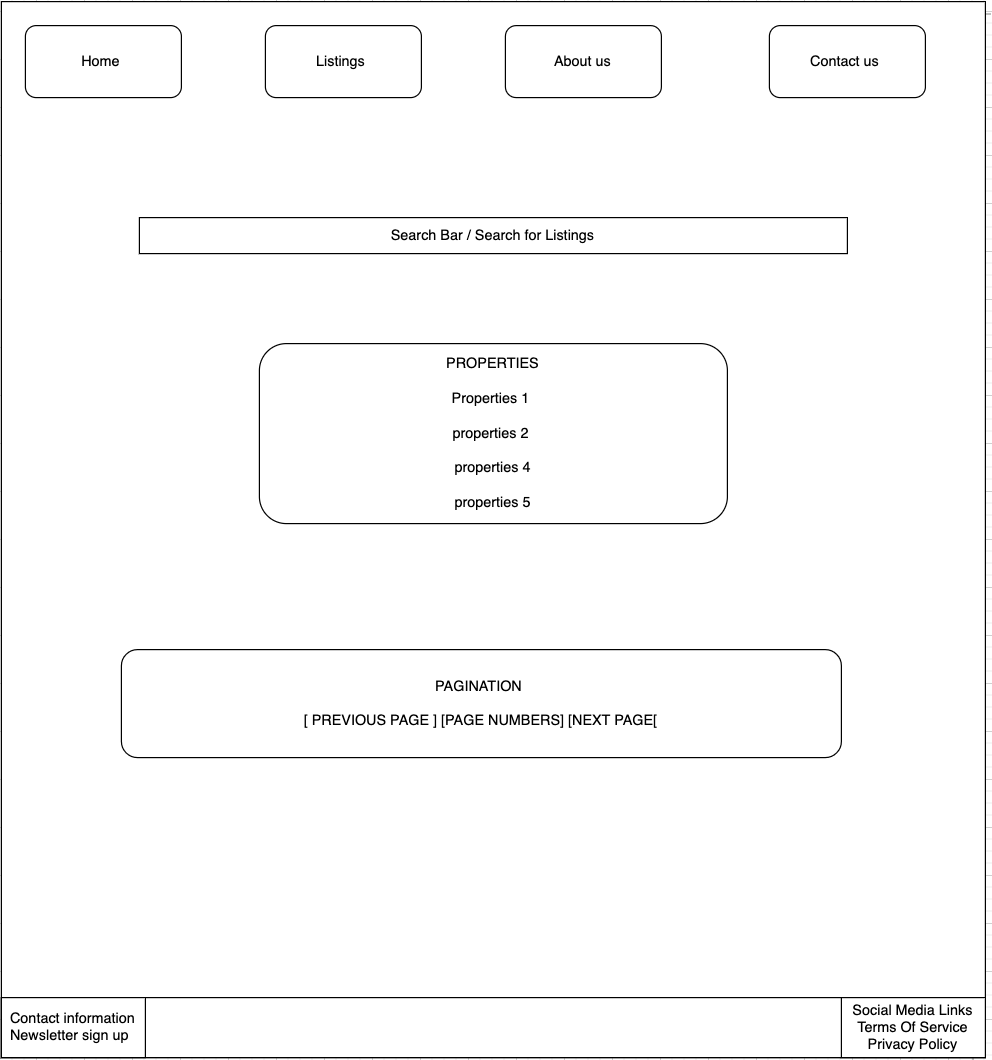 Home
Listings
About us
Contact us
Search Bar / Search for Listings
PROPERTIES
Properties 1
properties 2
properties 4
properties 5
PAGINATION
[ PREVIOUS PAGE ] [PAGE NUMBERS] [NEXT PAGE[
Contact information
Newsletter sign up
Social Media Links
Terms Of Service
Privacy Policy